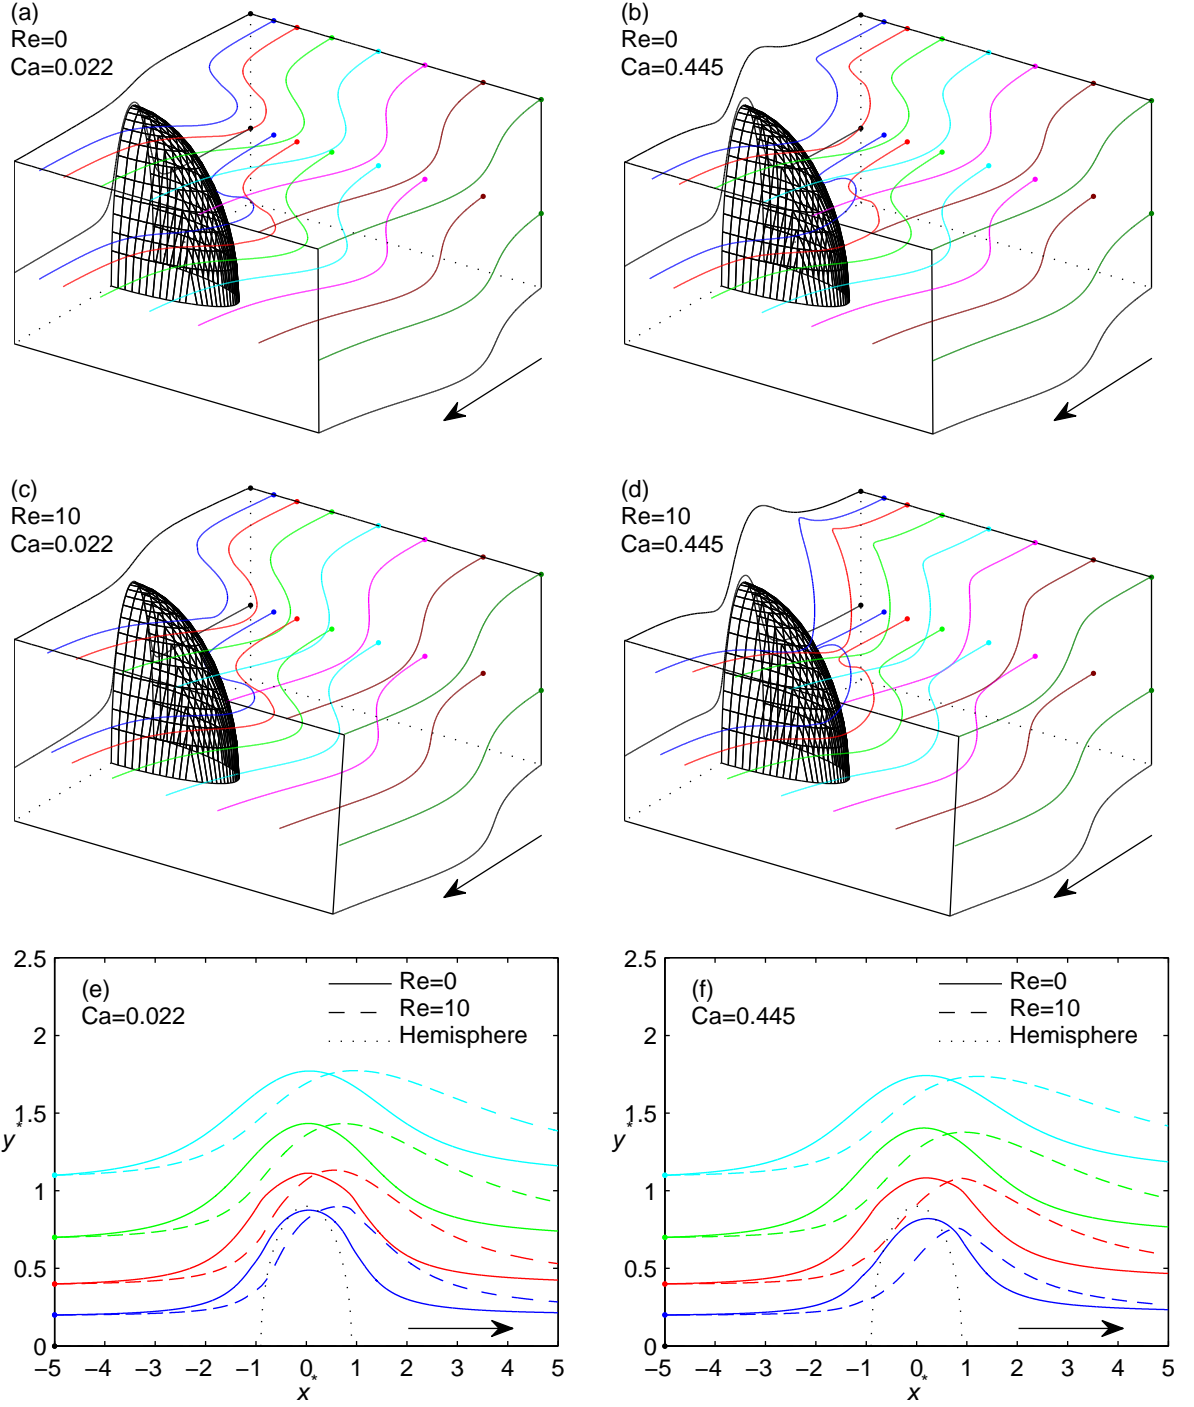 (a)
Re=0
Ca=0.022
(b)
Re=0
Ca=0.445
(c)
Re=10
Ca=0.022
(d)
Re=10
Ca=0.445
2.5
2
1.5
1
0.5
0
y*
(e)
Ca=0.022
Re=0
Re=10
Hemisphere
−5 −4 −3 −2 −1 0 1 2 3 4 5
x*
2.5
2
1.5
1
0.5
0
y*
(f)
Ca=0.445
Re=0
Re=10
Hemisphere
−5 −4 −3 −2 −1 0 1 2 3 4 5
x*